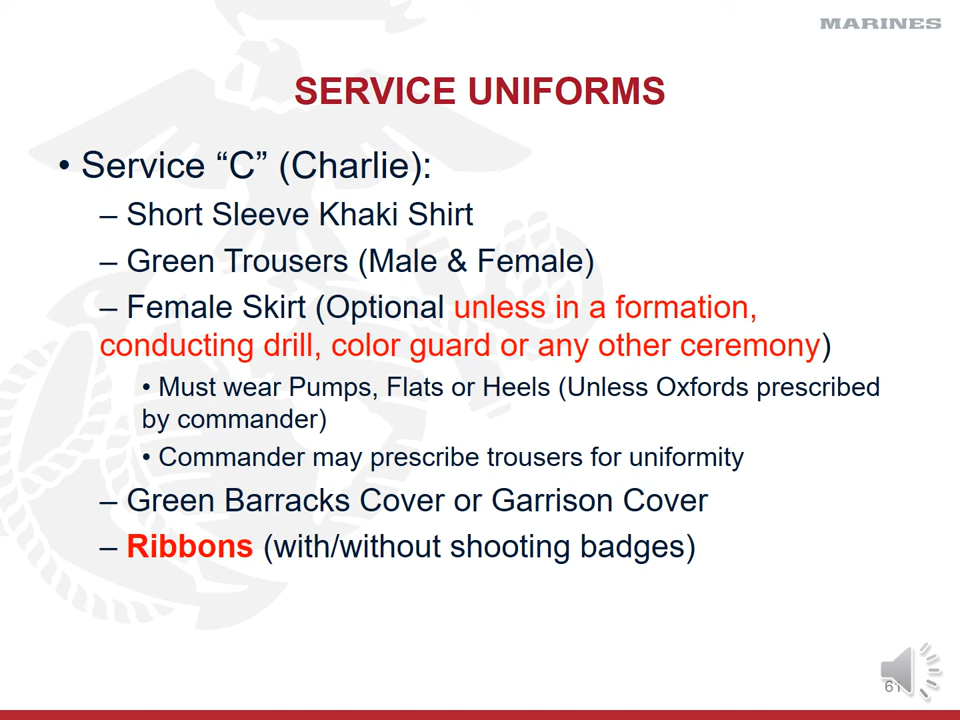 MARINES
SERVICE UNIFORMS
• Service “C” (Charlie):
– Short Sleeve Khaki Shirt
– Green Trousers (Male & Female)
– Female Skirt (Optional unless in a formation,
conducting drill, color guard or any other ceremony)
• Must wear Pumps, Flats or Heels (Unless Oxfords prescribed
by commander)
• Commander may prescribe trousers for uniformity
– Green Barracks Cover or Garrison Cover
– Ribbons (with/without shooting badges)
61